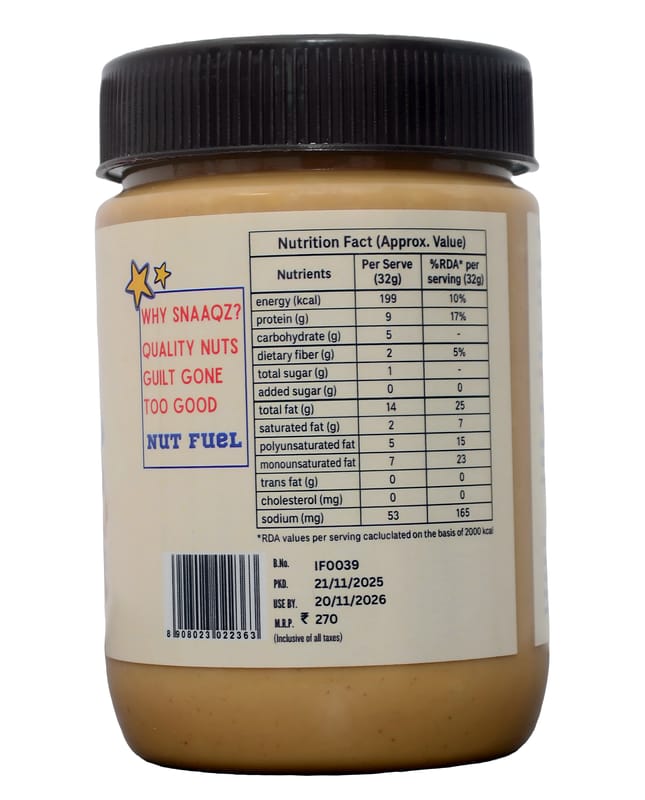 WHY SNAAQZ?
QUALITY NUTS
GUILT GONE
TOO GOOD
NUT FUEL
Nutrition Fact (Approx. Value)
Nutrients Per Serve (32g) %RDA* per serving (32g)
energy (kcal) 199 10%
protein (g) 9 17%
carbohydrate (g) 5 -
dietary fiber (g) 2 5%
total sugar (g) 1 -
added sugar (g) 0 0
total fat (g) 14 25
saturated fat (g) 2 7
polyunsaturated fat 5 15
monounsaturated fat 7 23
trans fat (g) 0 0
cholesterol (mg) 0 0
sodium (mg) 53 165
*RDA values per serving cacluclated on the basis of 2000 kcal
B.No. IF0039
PKD. 21/11/2025
USE BY. 20/11/2026
M.R.P. ₹ 270
(Inclusive of all taxes)
8 908023 022363